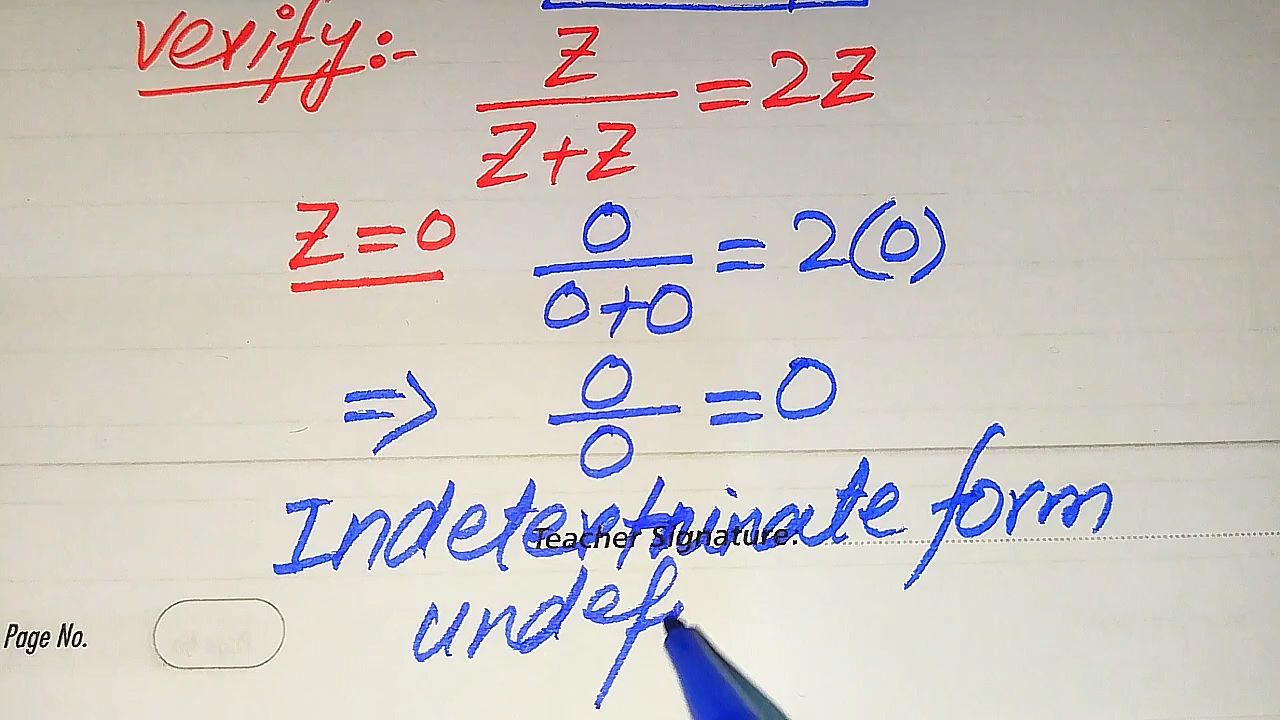 verify:-
z/(z+z) = 2z
z=0 0/(0+0) = 2(0)
=> 0/0 = 0
Indeterminate form
Teacher Signature:
undef
Page No.